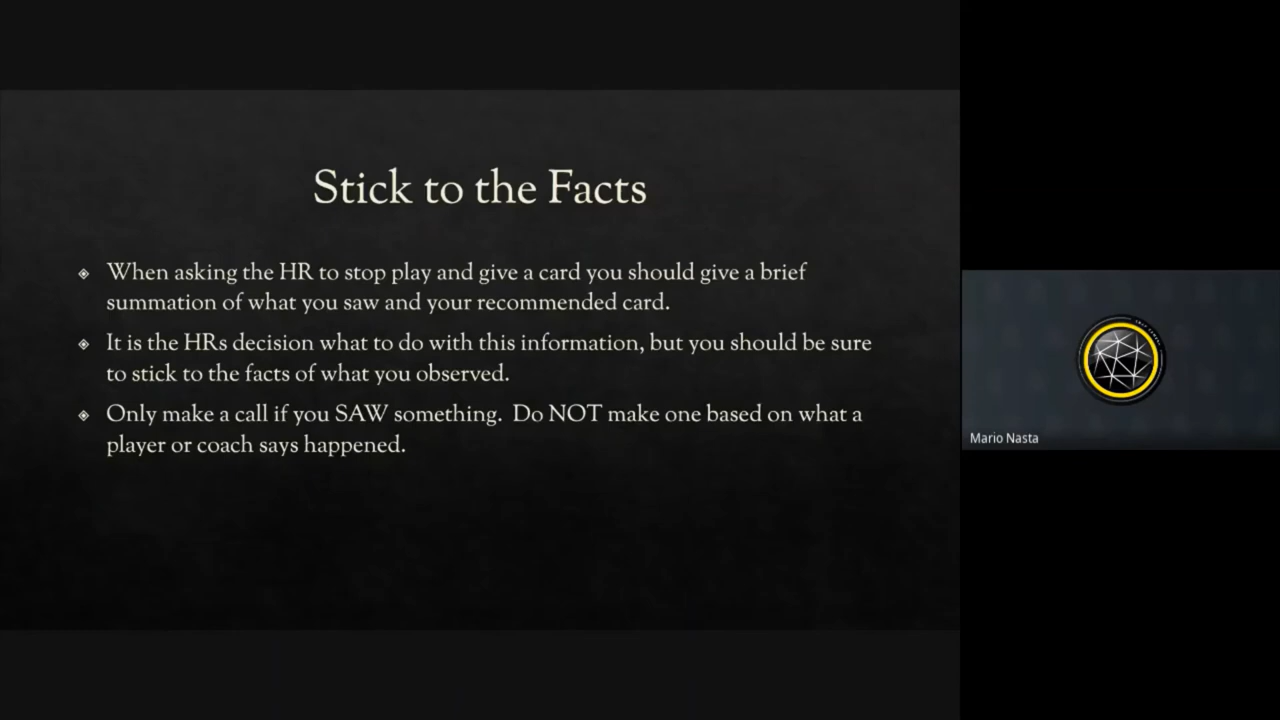 Stick to the Facts
When asking the HR to stop play and give a card you should give a brief
summation of what you saw and your recommended card.
It is the HRs decision what to do with this information, but you should be sure
to stick to the facts of what you observed.
Only make a call if you SAW something.  Do NOT make one based on what a
player or coach says happened.
Mario Nasta